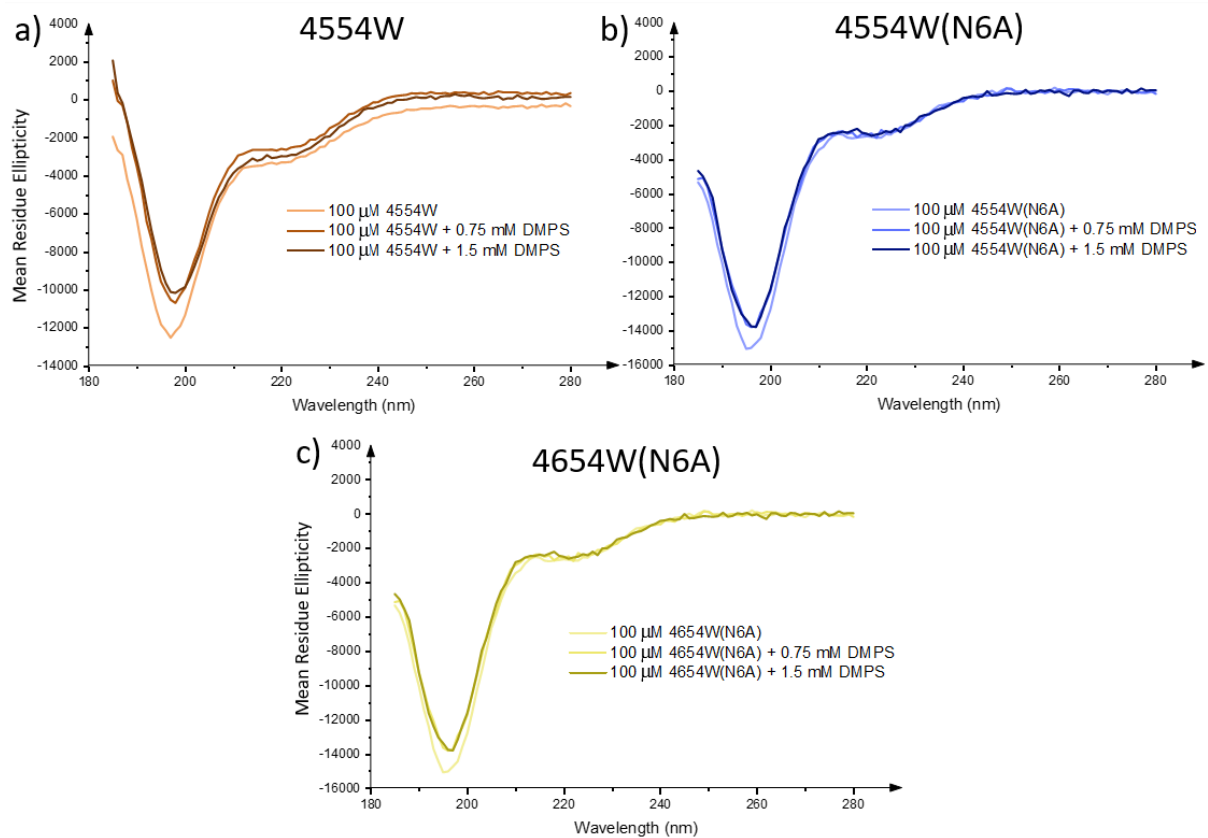 a)
4554W
4000
2000
0
-2000
-4000
-6000
-8000
-10000
-12000
-14000
Mean Residue Ellipticity
100 μM 4554W
100 μM 4554W + 0.75 mM DMPS
100 μM 4554W + 1.5 mM DMPS
180 200 220 240 260 280
Wavelength (nm)
b)
4554W(N6A)
4000
2000
0
-2000
-4000
-6000
-8000
-10000
-12000
-14000
-16000
Mean Residue Ellipticity
100 μM 4554W(N6A)
100 μM 4554W(N6A) + 0.75 mM DMPS
100 μM 4554W(N6A) + 1.5 mM DMPS
180 200 220 240 260 280
Wavelength (nm)
c)
4654W(N6A)
4000
2000
0
-2000
-4000
-6000
-8000
-10000
-12000
-14000
-16000
Mean Residue Ellipticity
100 μM 4654W(N6A)
100 μM 4654W(N6A) + 0.75 mM DMPS
100 μM 4654W(N6A) + 1.5 mM DMPS
180 200 220 240 260 280
Wavelength (nm)